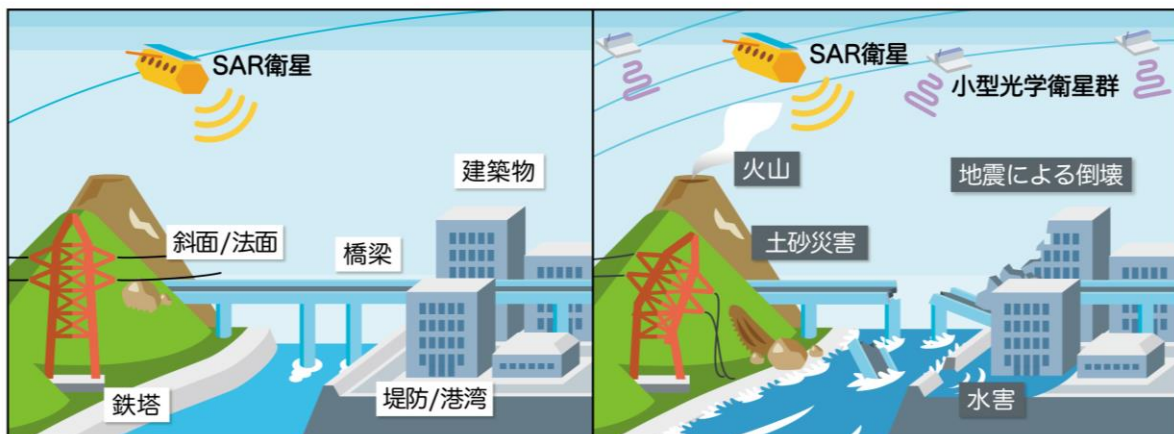 SAR衛星
建築物
斜面/法面
橋梁
鉄塔
堤防/港湾
SAR衛星
小型光学衛星群
火山
地震による倒壊
土砂災害
水害